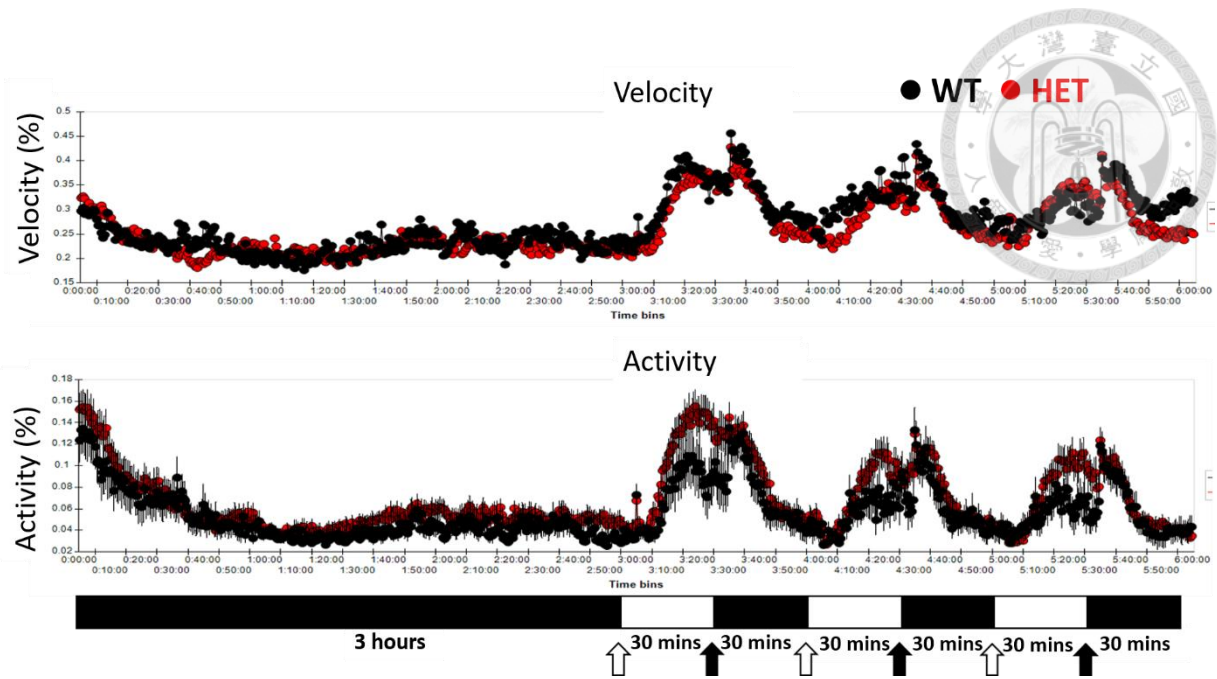 Velocity
● WT ● HET
Velocity (%)
0.5
0.45
0.4
0.35
0.3
0.25
0.2
0.15
0:00:00 0:20:00 0:40:00 1:00:00 1:20:00 1:40:00 2:00:00 2:20:00 2:40:00 3:00:00 3:20:00 3:40:00 4:00:00 4:20:00 4:40:00 5:00:00 5:20:00 5:40:00 6:00:00
0:10:00 0:30:00 0:50:00 1:10:00 1:30:00 1:50:00 2:10:00 2:30:00 2:50:00 3:10:00 3:30:00 3:50:00 4:10:00 4:30:00 4:50:00 5:10:00 5:30:00 5:50:00
Time bins
Activity
Activity (%)
0.18
0.16
0.14
0.12
0.1
0.08
0.06
0.04
0.02
0:00:00 0:20:00 0:40:00 1:00:00 1:20:00 1:40:00 2:00:00 2:20:00 2:40:00 3:00:00 3:20:00 3:40:00 4:00:00 4:20:00 4:40:00 5:00:00 5:20:00 5:40:00 6:00:00
0:10:00 0:30:00 0:50:00 1:10:00 1:30:00 1:50:00 2:10:00 2:30:00 2:50:00 3:10:00 3:30:00 3:50:00 4:10:00 4:30:00 4:50:00 5:10:00 5:30:00 5:50:00
Time bins
3 hours 30 mins 30 mins 30 mins 30 mins 30 mins 30 mins